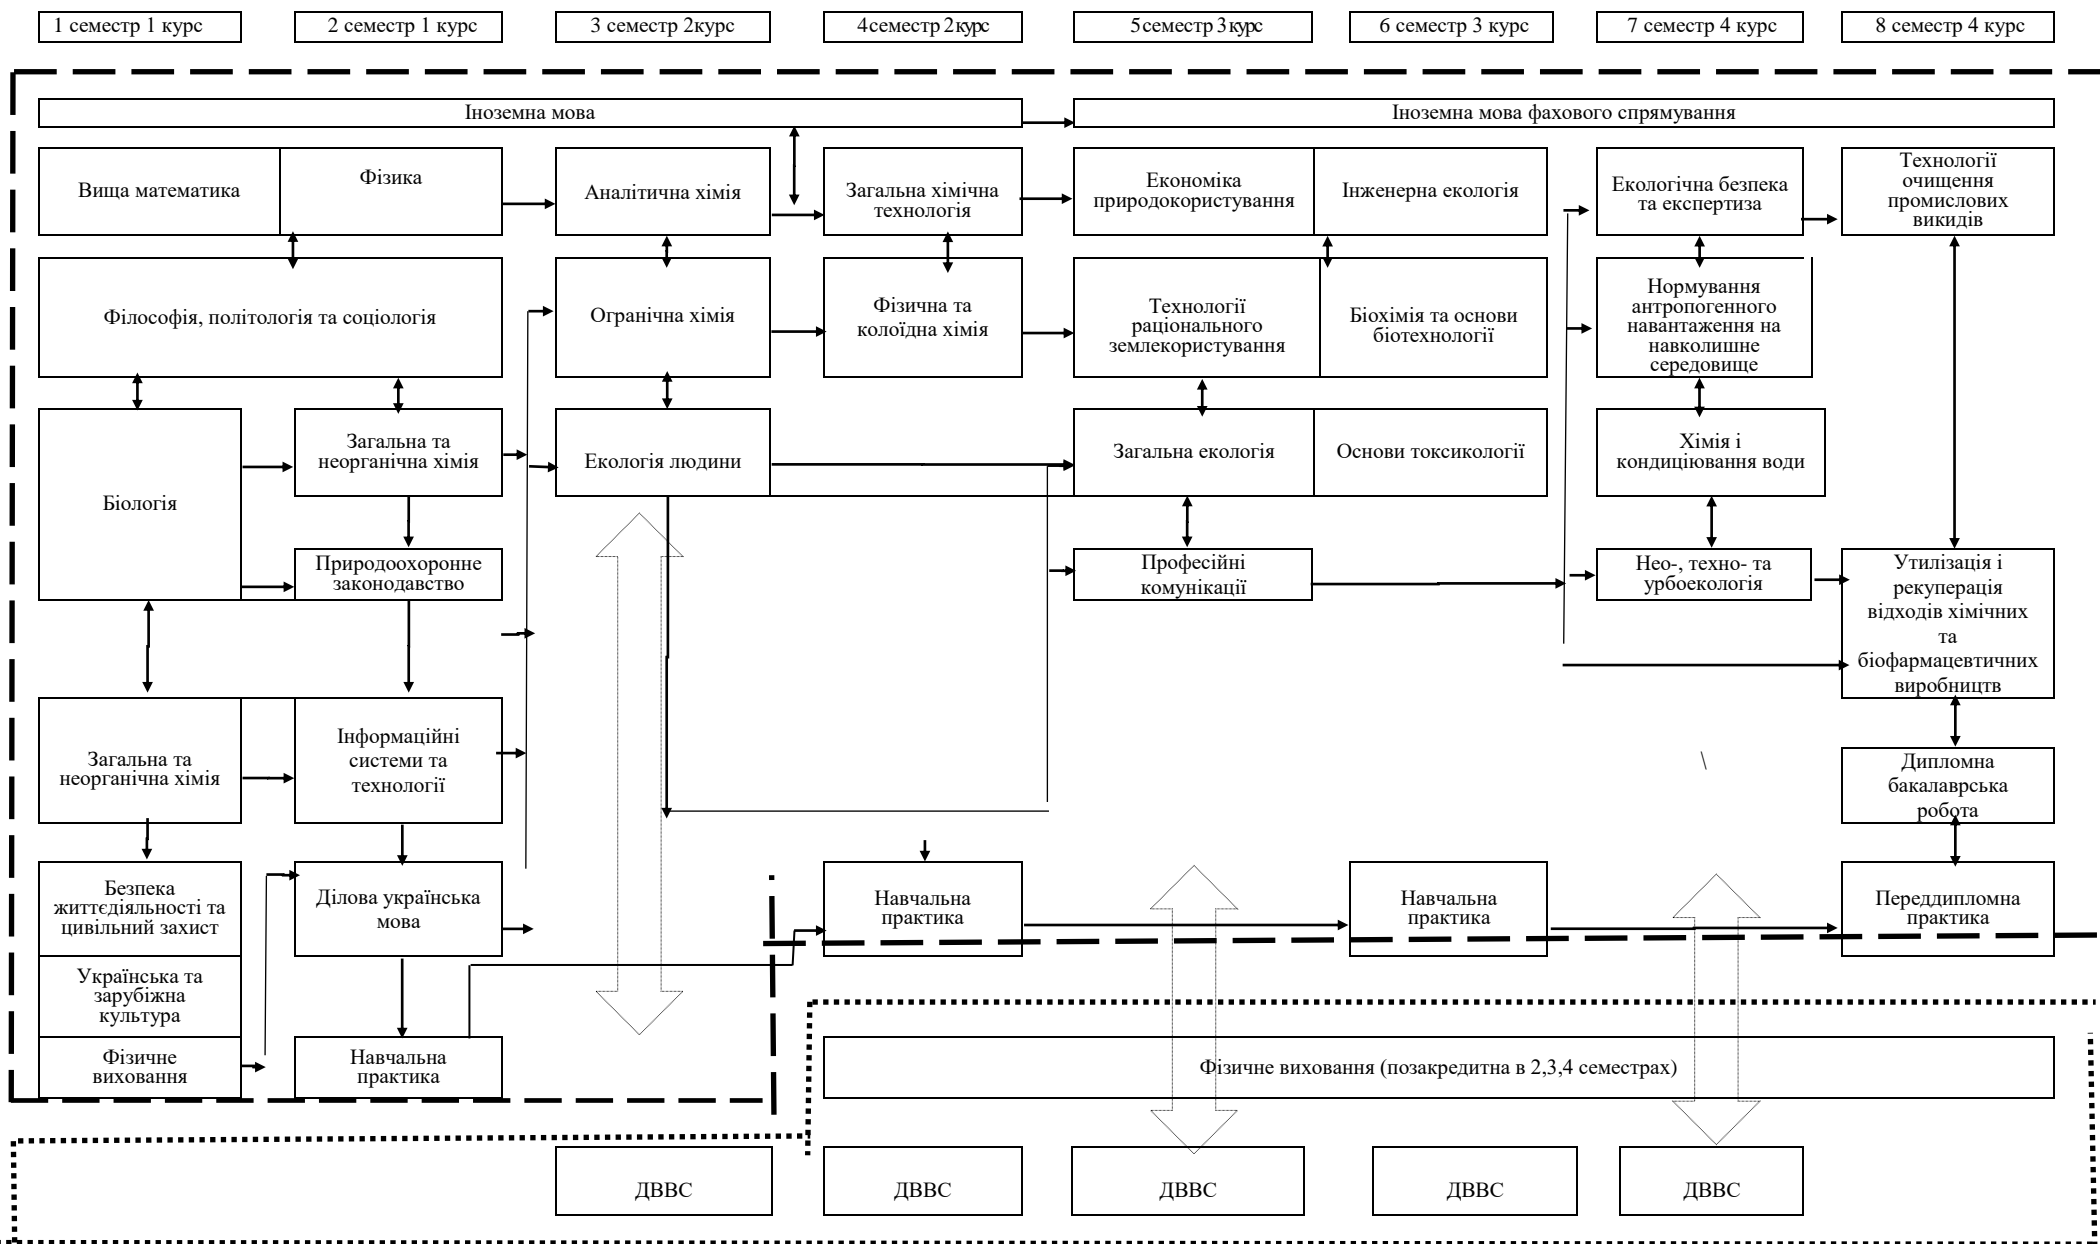 1 семестр 1 курс
2 семестр 1 курс
3 семестр 2курс
4семестр 2курс
5семестр 3курс
6 семестр 3 курс
7 семестр 4 курс
8 семестр 4 курс
Іноземна мова
Іноземна мова фахового спрямування
Вища математика
Фізика
Аналітична хімія
Загальна хімічна
технологія
Економіка
природокористування
Інженерна екологія
Екологічна безпека
та експертиза
Технології
очищення
промислових
викидів
Філософія, політологія та соціологія
Огранічна хімія
Фізична та
колоїдна хімія
Технології
раціонального
землекористування
Біохімія та основи
біотехнології
Нормування
антропогенного
навантаження на
навколишне
середовище
Біологія
Загальна та
неорганічна хімія
Екологія людини
Загальна екологія
Основи токсикології
Хімія і
кондиціювання води
Природоохоронне
законодавство
Професійні
комунікації
Нео-, техно- та
урбоекологія
Утилізація і
рекуперація
відходів хімічних
та
біофармацевтичних
виробництв
Загальна та
неорганічна хімія
Інформаційні
системи та
технології
Дипломна
бакалаврська
робота
Безпека
життєдіяльності та
цивільний захист
Ділова українська
мова
Навчальна
практика
Навчальна
практика
Переддипломна
практика
Українська та
зарубіжна
культура
Фізичне
виховання
Навчальна
практика
Фізичне виховання (позакредитна в 2,3,4 семестрах)
ДВВС
ДВВС
ДВВС
ДВВС
ДВВС